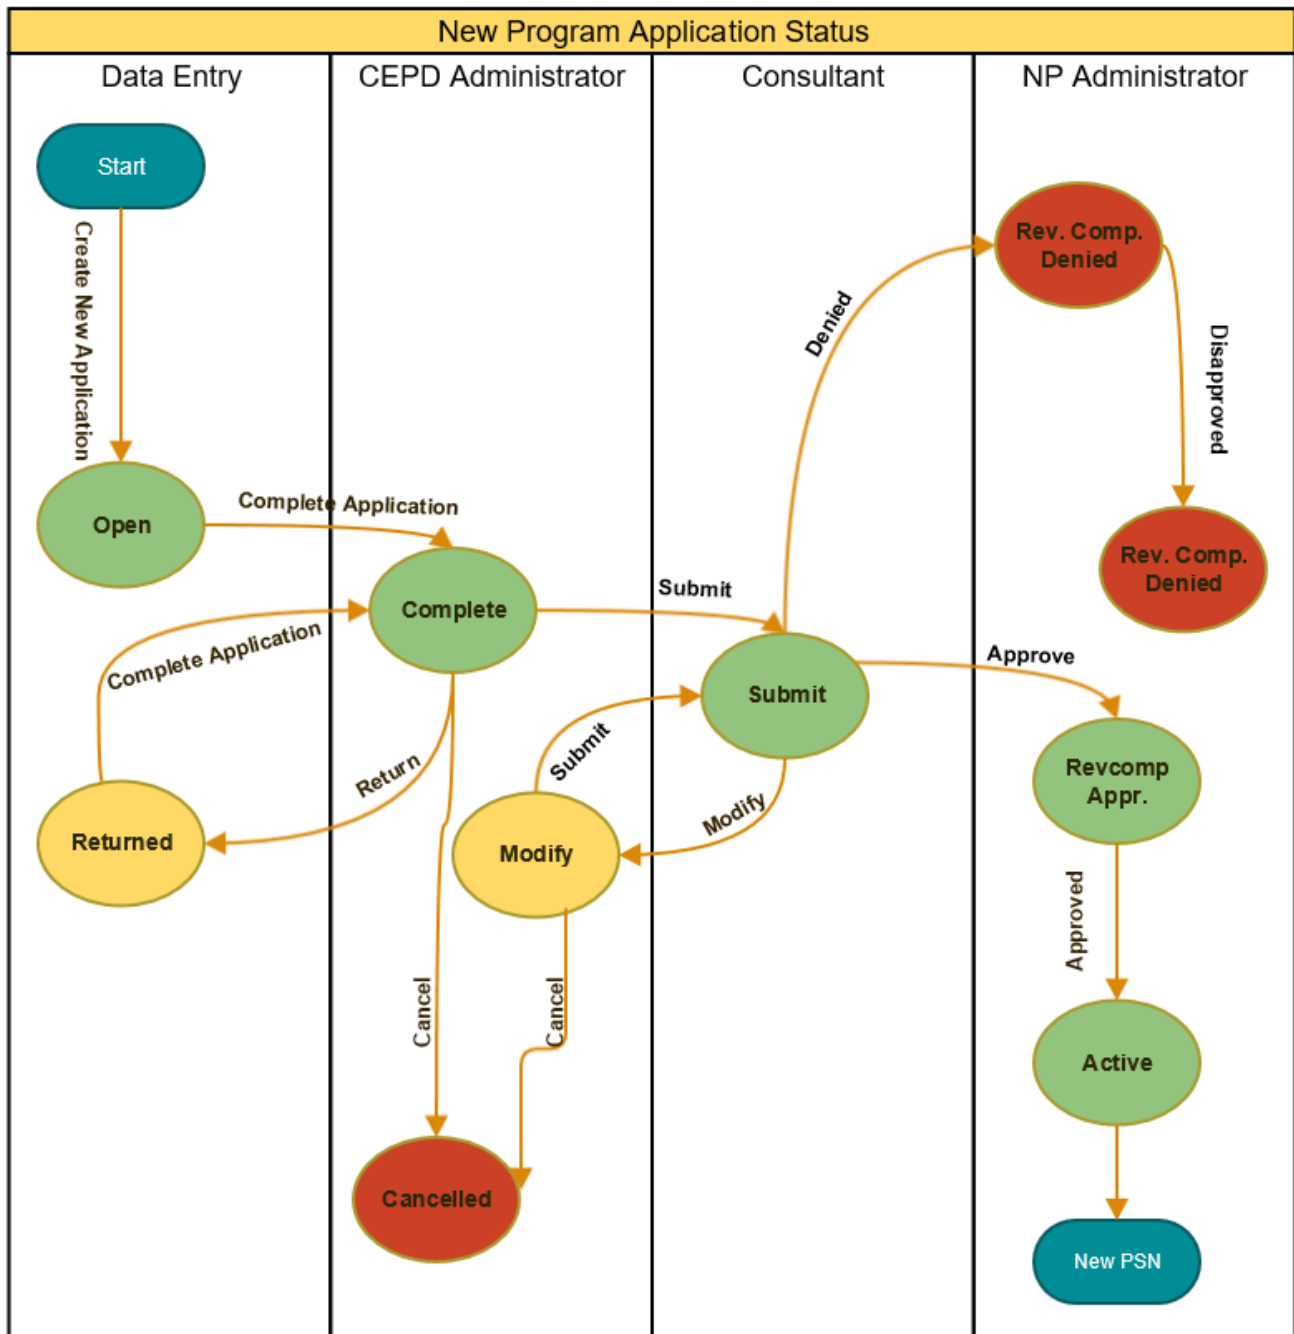 New Program Application Status
Data Entry
CEPD Administrator
Consultant
NP Administrator
Start
Create New Application
Open
Complete Application
Complete
Complete Application
Returned
Return
Cancel
Cancelled
Submit
Submit
Submit
Modify
Modify
Cancel
Denied
Rev. Comp.
Denied
Disapproved
Rev. Comp.
Denied
Approve
Revcomp
Appr.
Approved
Active
New PSN